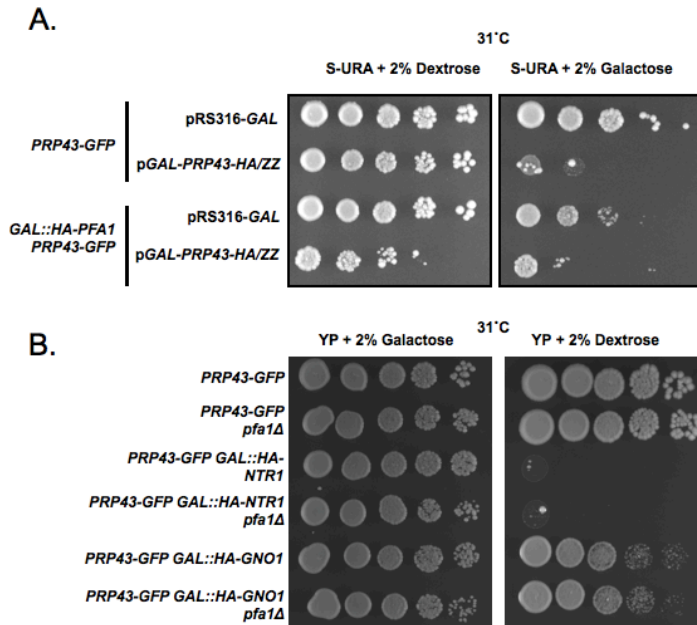 A.
31°C
S-URA + 2% Dextrose
S-URA + 2% Galactose
PRP43-GFP
pRS316-GAL
pGAL-PRP43-HA/ZZ
GAL::HA-PFA1
PRP43-GFP
pRS316-GAL
pGAL-PRP43-HA/ZZ
B.
31°C
YP + 2% Galactose
YP + 2% Dextrose
PRP43-GFP
PRP43-GFP
pfa1Δ
PRP43-GFP GAL::HA-
NTR1
PRP43-GFP GAL::HA-NTR1
pfa1Δ
PRP43-GFP GAL::HA-GNO1
PRP43-GFP GAL::HA-GNO1
pfa1Δ